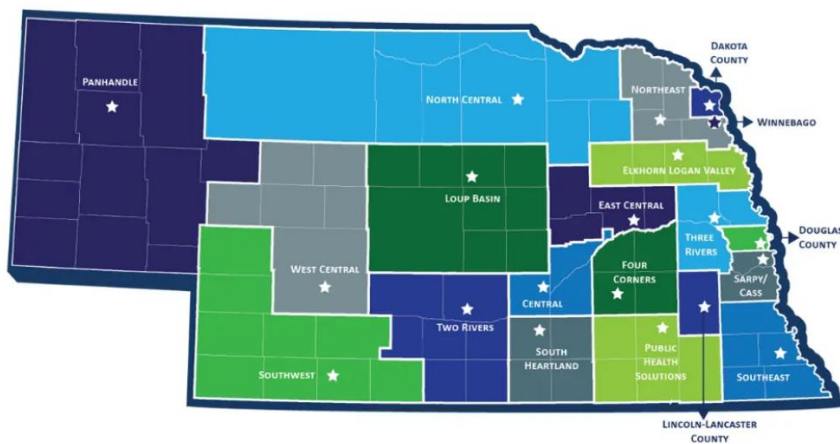 DAKOTA
COUNTY
PANHANDLE
NORTHEAST
NORTH CENTRAL
WINNEBAGO
ELKHORN LOGAN VALLEY
LOUP BASIN
EAST CENTRAL
DOUGLAS
COUNTY
THREE
RIVERS
WEST CENTRAL
FOUR
CORNERS
SARPY/
CASS
CENTRAL
TWO RIVERS
SOUTH
HEARTLAND
PUBLIC
HEALTH
SOLUTIONS
SOUTHWEST
SOUTHEAST
LINCOLN-LANCASTER
COUNTY